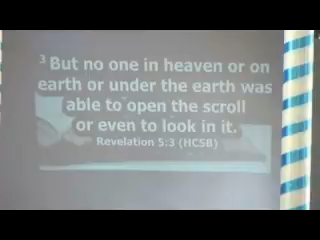 3 But no one in heaven or on
earth or under the earth was
able to open the scroll
or even to look in it.
Revelation 5:3 (HCSB)